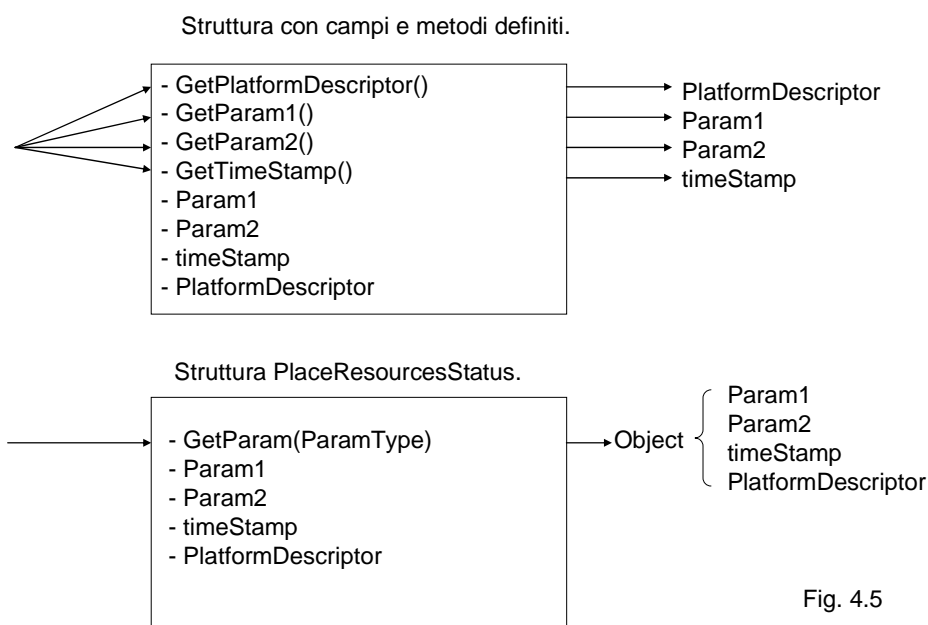 Struttura con campi e metodi definiti.
- GetPlatformDescriptor()
- GetParam1()
- GetParam2()
- GetTimeStamp()
- Param1
- Param2
- timeStamp
- PlatformDescriptor
PlatformDescriptor
Param1
Param2
timeStamp
Struttura PlaceResourcesStatus.
- GetParam(ParamType)
- Param1
- Param2
- timeStamp
- PlatformDescriptor
Object
Param1
Param2
timeStamp
PlatformDescriptor
Fig. 4.5